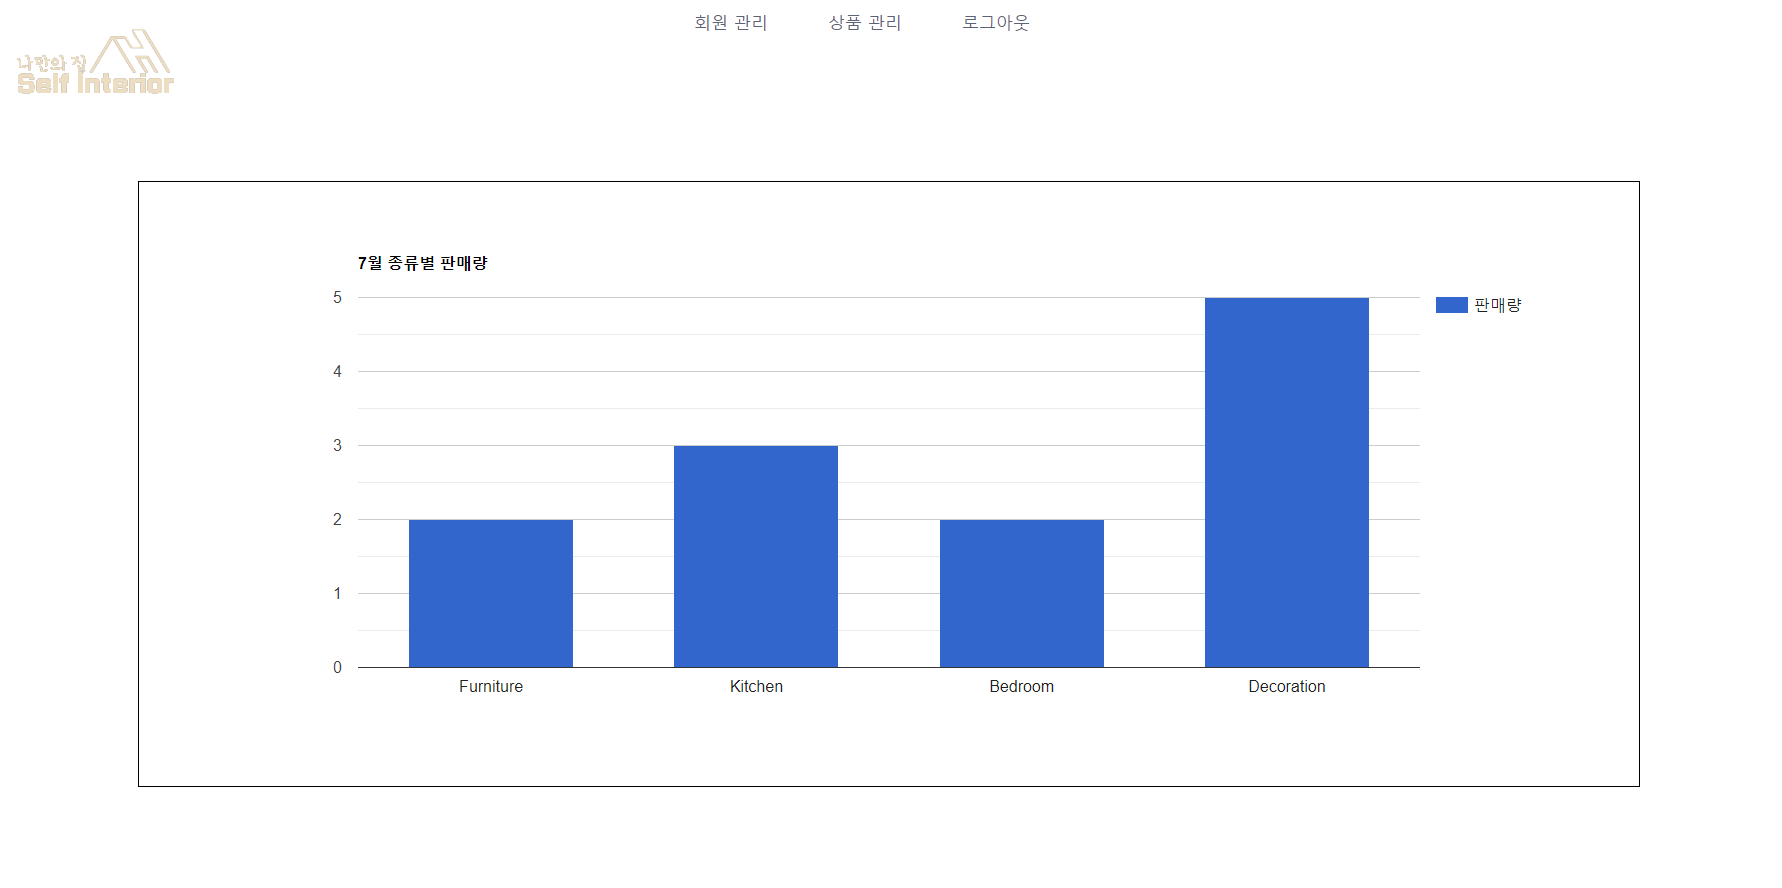 회원 관리 상품 관리 로그아웃
나만의 집
Self Interior
7월 종류별 판매량
판매량
5
4
3
2
1
0
Furniture Kitchen Bedroom Decoration